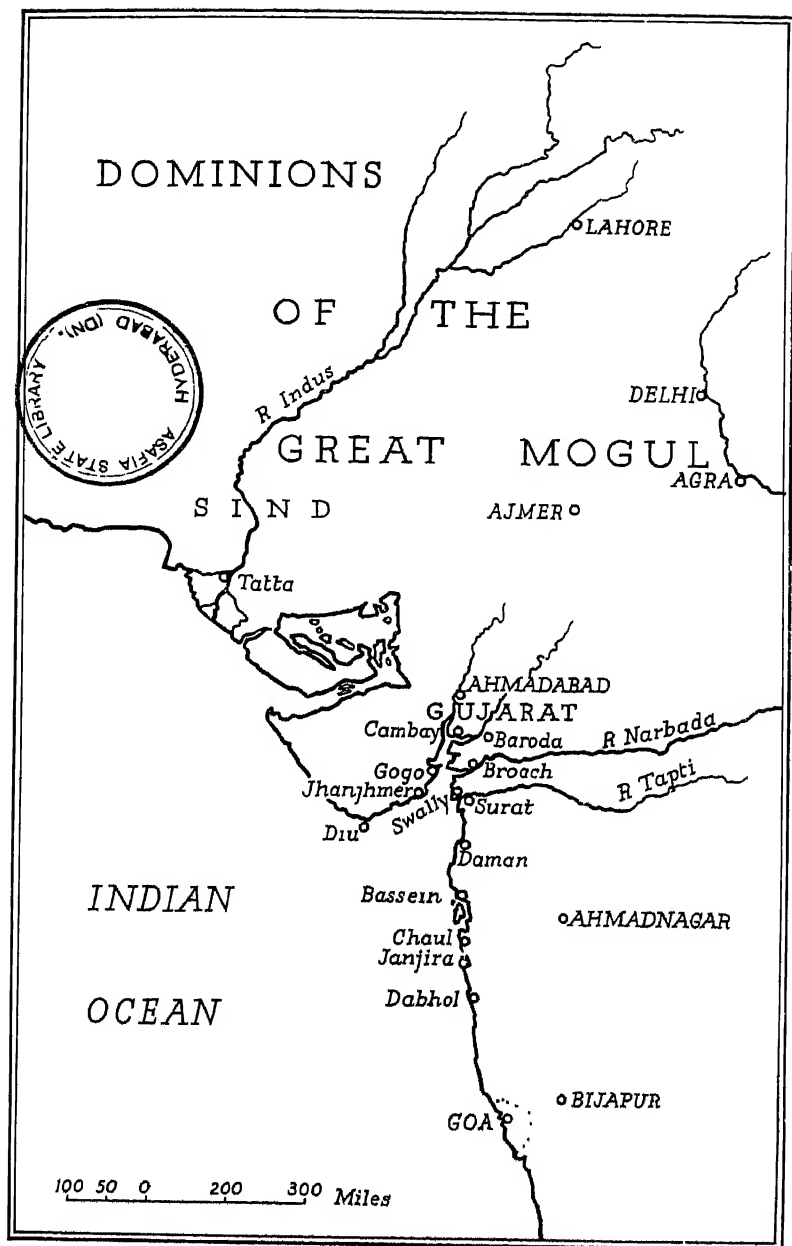 DOMINIONS
LAHORE
OF THE
HYDERABAD (DN).
ASAFIA STATE LIBRARY
R Indus
DELHI
GREAT MOGUL
AGRA
SIND
AJMER
Tatta
AHMADABAD
GUJARAT
Cambay
Baroda
R Narbada
Gogo
Broach
Jhanjhmer
R Tapti
Swally
Surat
Diu
Daman
Bassein
INDIAN
AHMADNAGAR
Chaul
Janjira
Dabhol
OCEAN
BIJAPUR
GOA
100 50 0 200 300 Miles